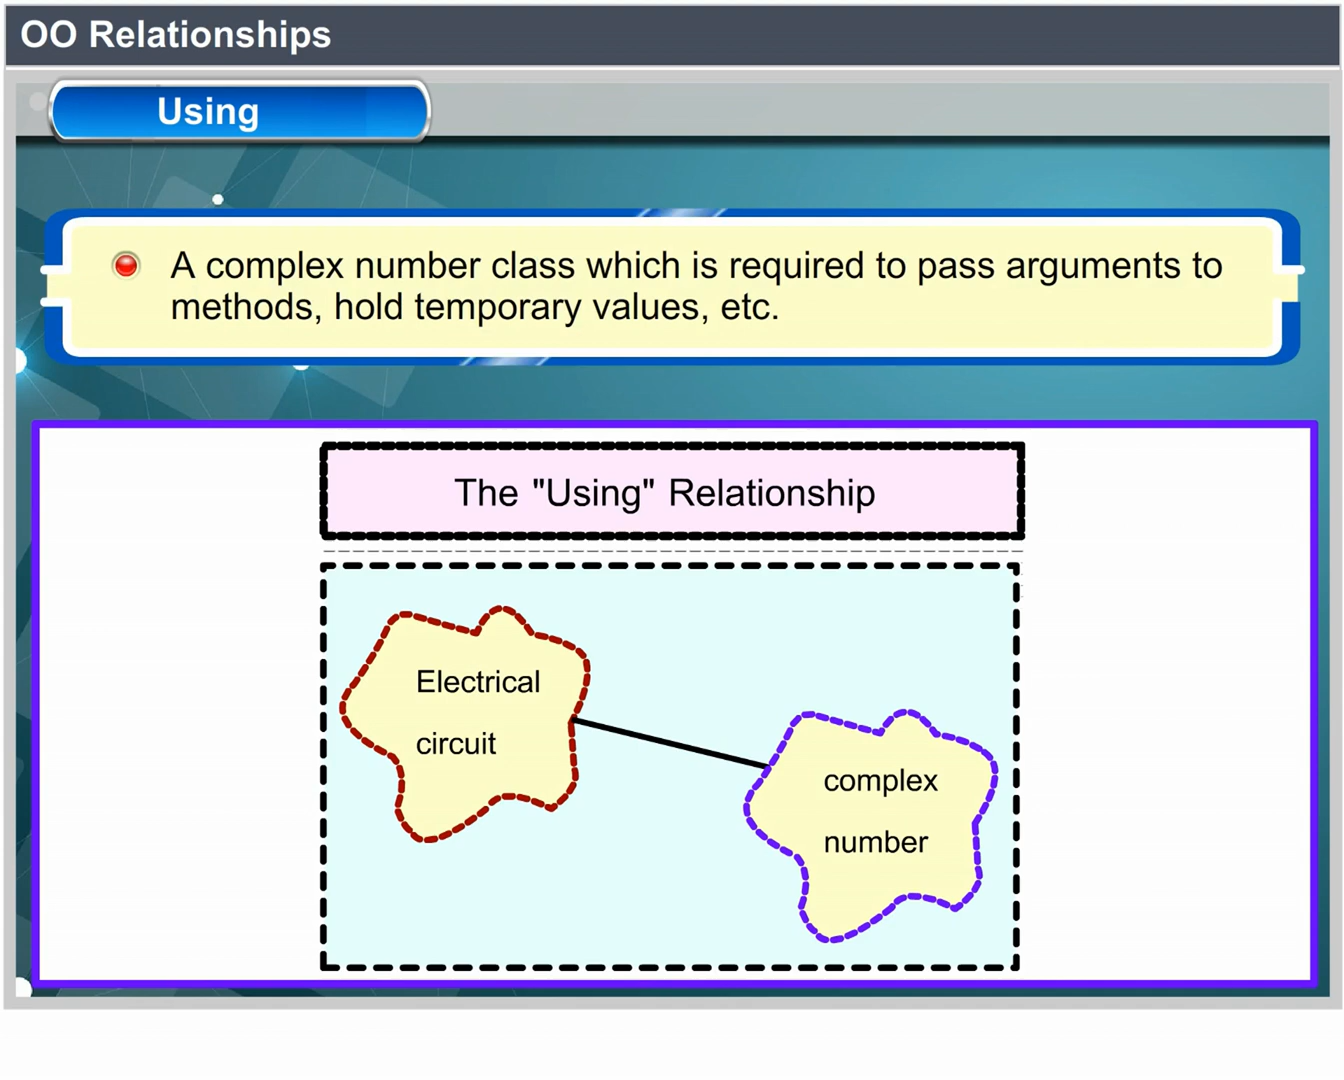 OO Relationships
Using
A complex number class which is required to pass arguments to
methods, hold temporary values, etc.
The "Using" Relationship
Electrical
circuit
complex
number